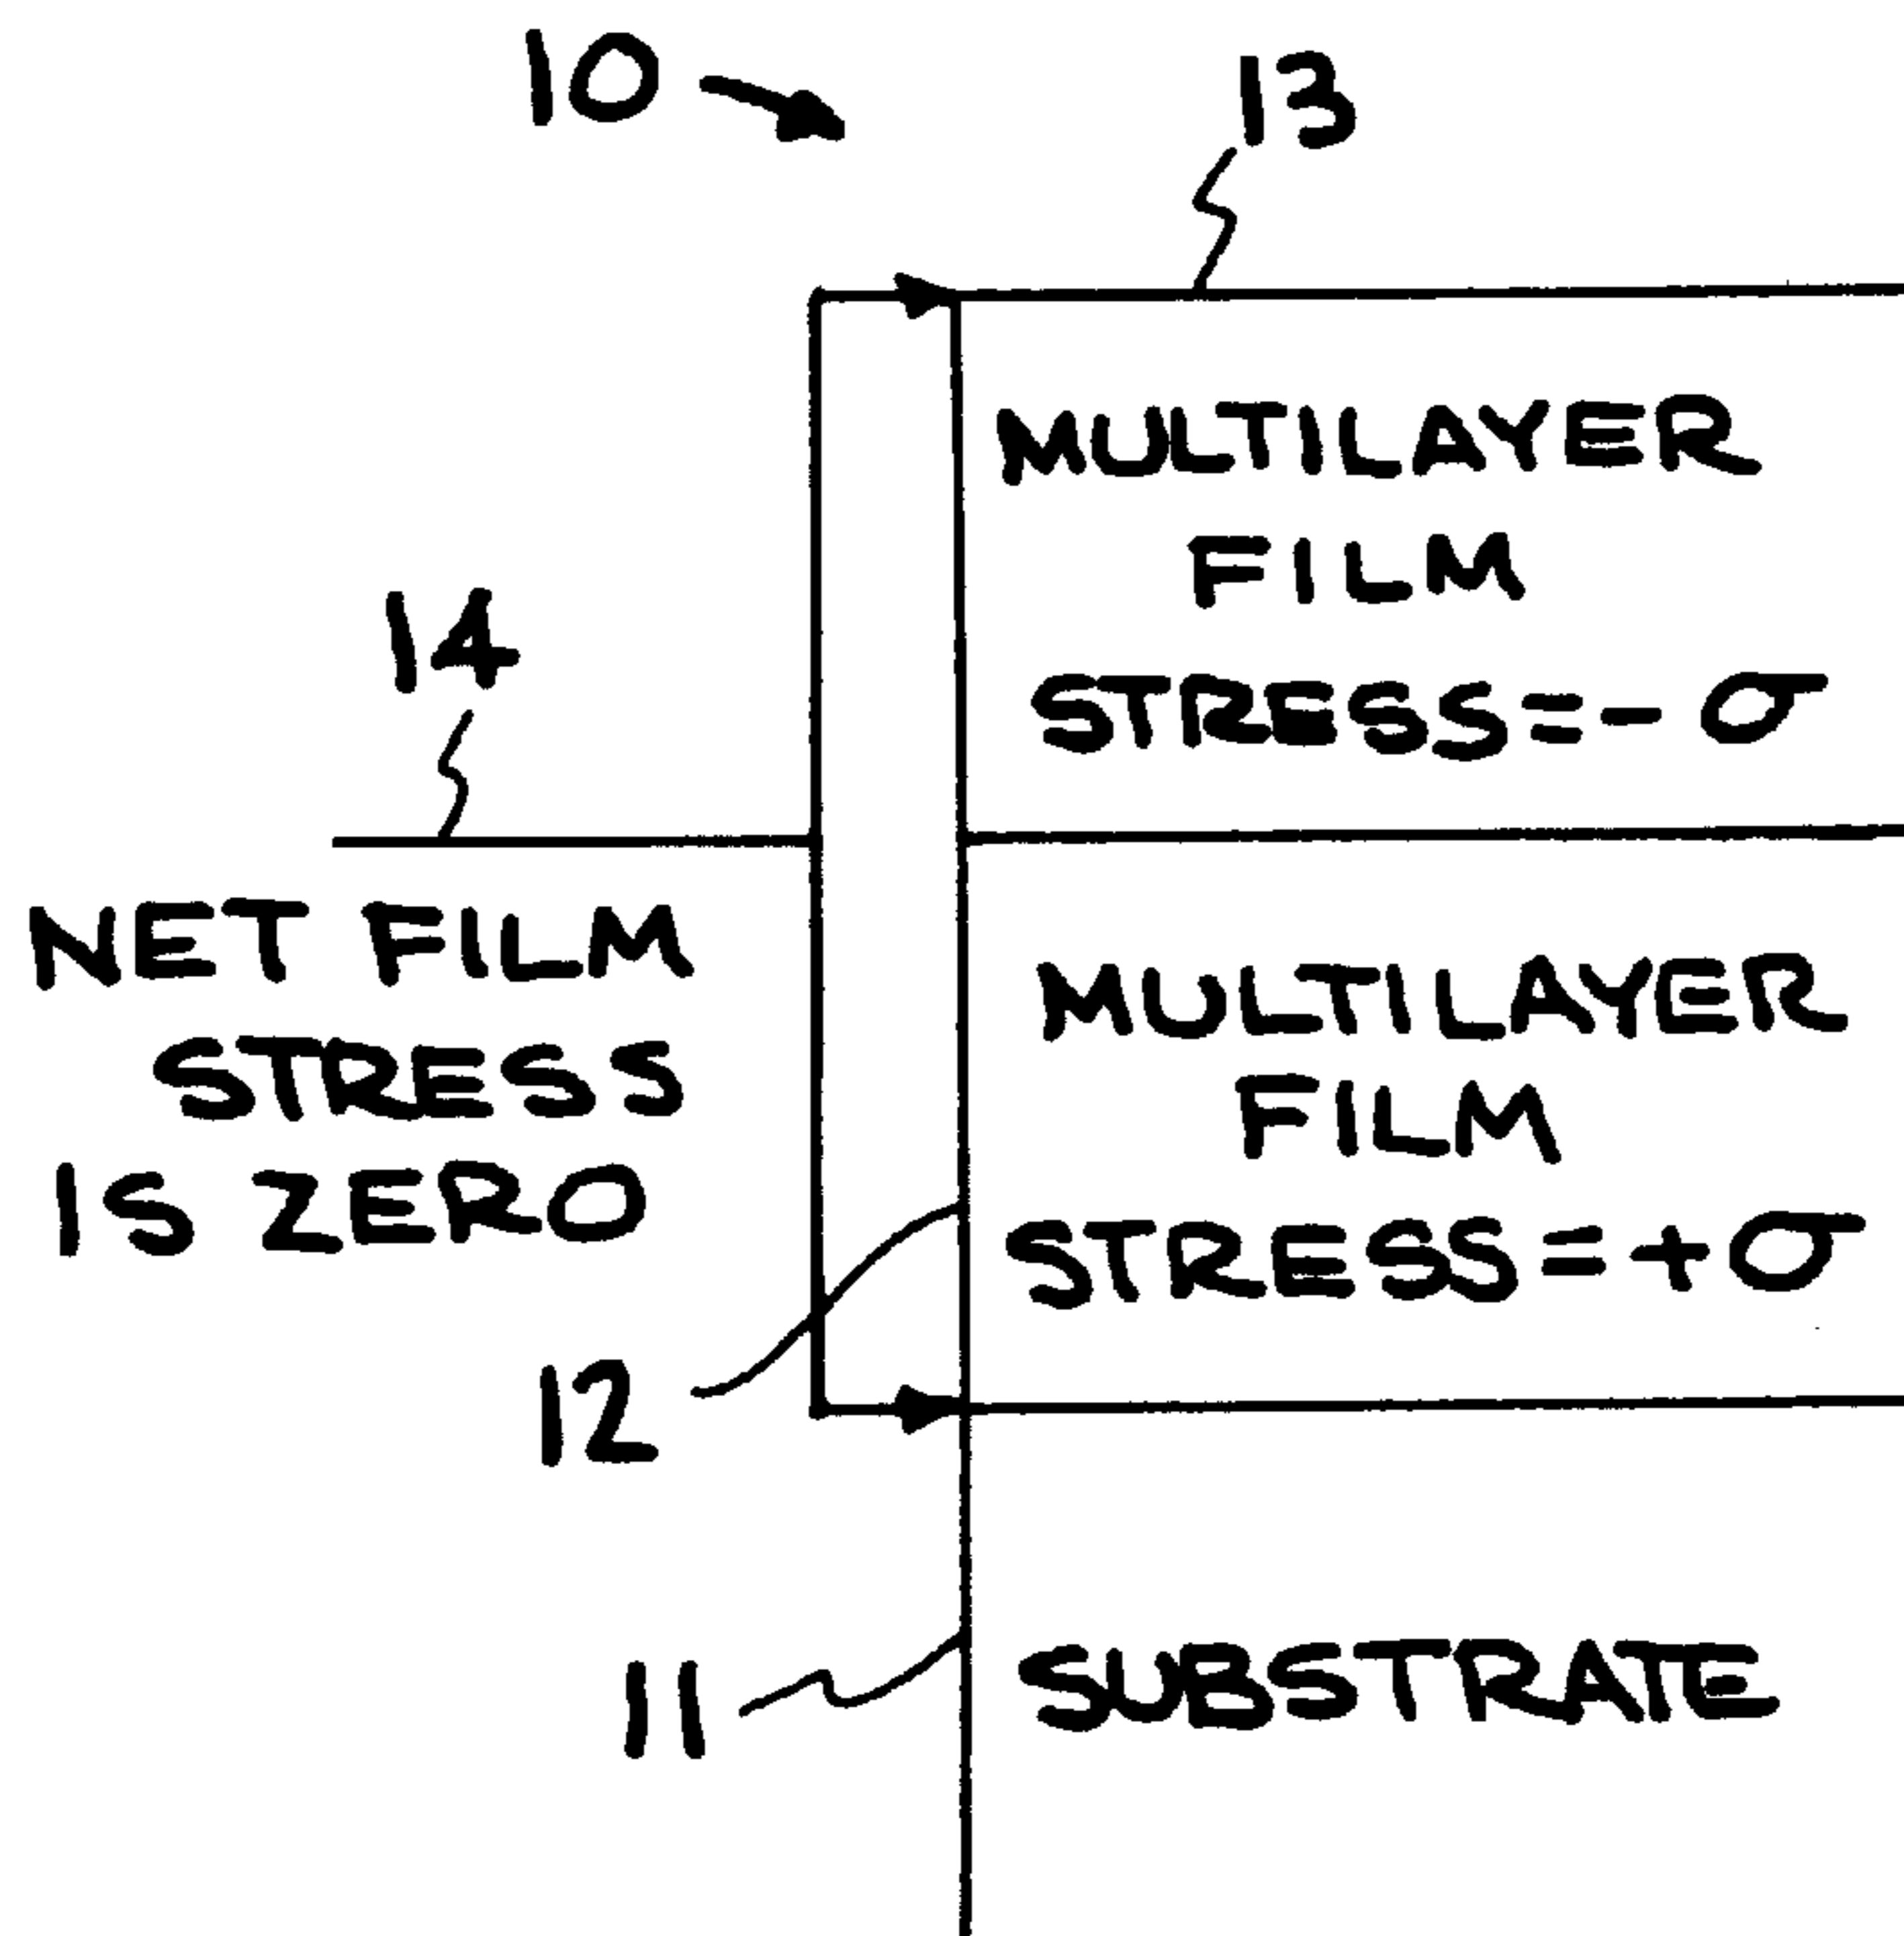 10
13
MULTILAYER
FILM
STRESS=-σ
14
NET FILM
STRESS
IS ZERO
MULTILAYER
FILM
STRESS=+σ
12
11
SUBSTRATE